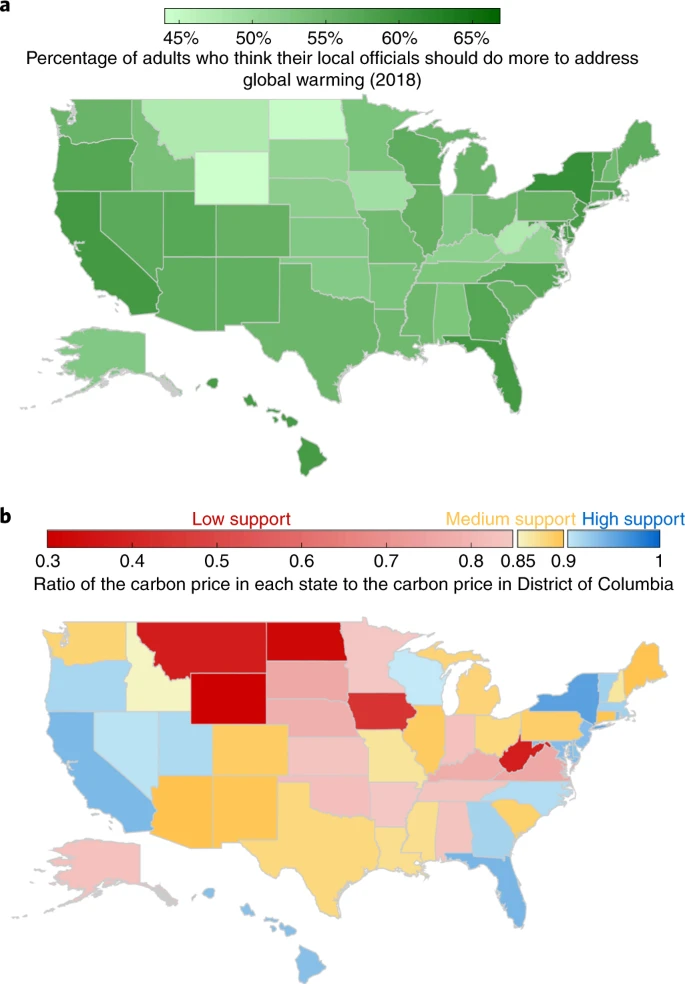 a
45% 50% 55% 60% 65%
Percentage of adults who think their local officials should do more to address
global warming (2018)
b
Low support Medium support High support
0.3 0.4 0.5 0.6 0.7 0.8 0.85 0.9 1
Ratio of the carbon price in each state to the carbon price in District of Columbia